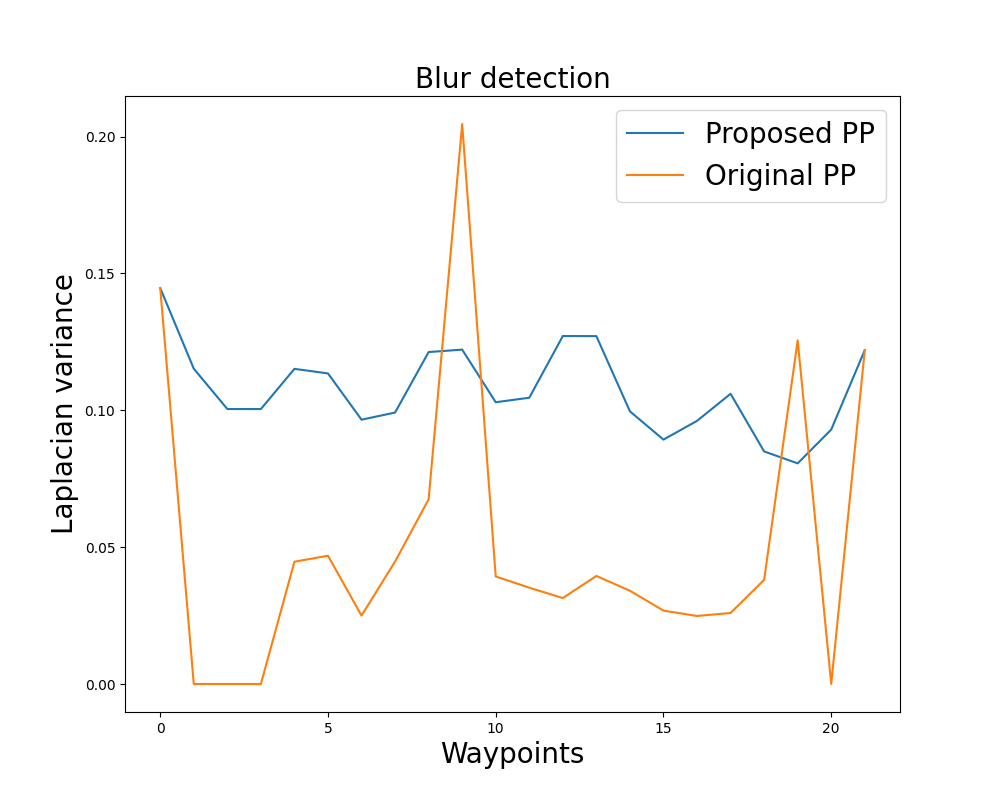 Blur detection
Proposed PP
Original PP
Laplacian variance
0.20
0.15
0.10
0.05
0.00
0
5
10
15
20
Waypoints